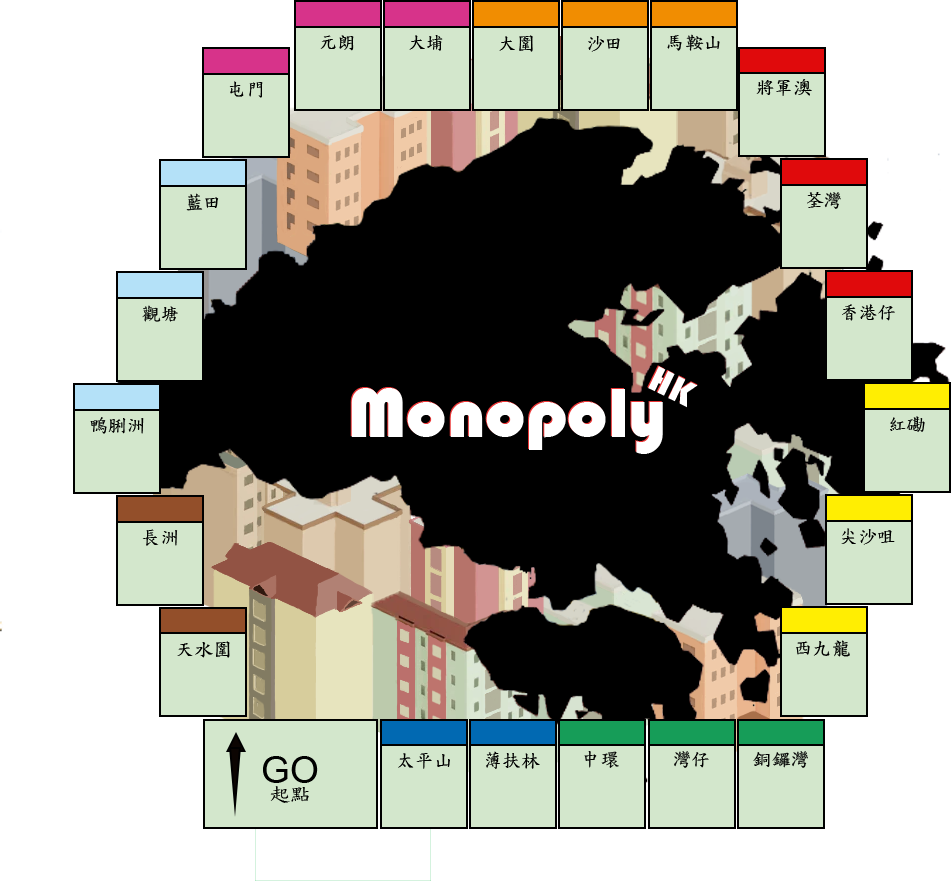 元朗
大埔
大圍
沙田
馬鞍山
屯門
將軍澳
藍田
荃灣
觀塘
香港仔
Monopoly
HK
鴨脷洲
紅磡
長洲
尖沙咀
天水圍
西九龍
GO
起點
太平山
薄扶林
中環
灣仔
銅鑼灣